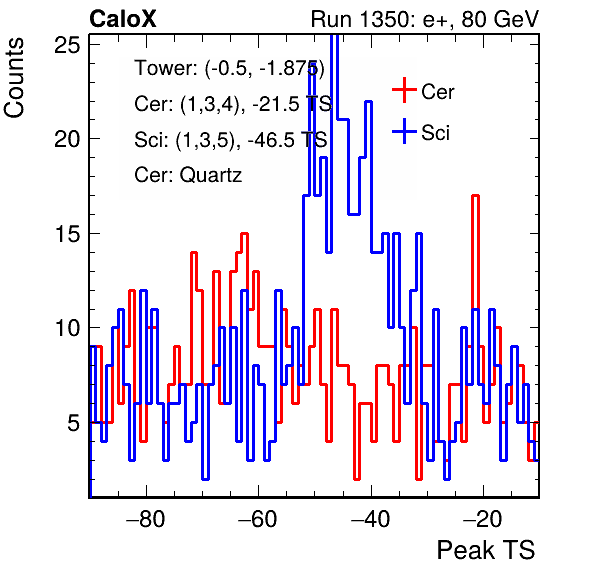 CaloX Run 1350: e+, 80 GeV
Counts
25
20
15
10
5
Tower: (-0.5, -1.875)
Cer: (1,3,4), -21.5 TS
Sci: (1,3,5), -46.5 TS
Cer: Quartz
Cer
Sci
−80 −60 −40 −20
Peak TS